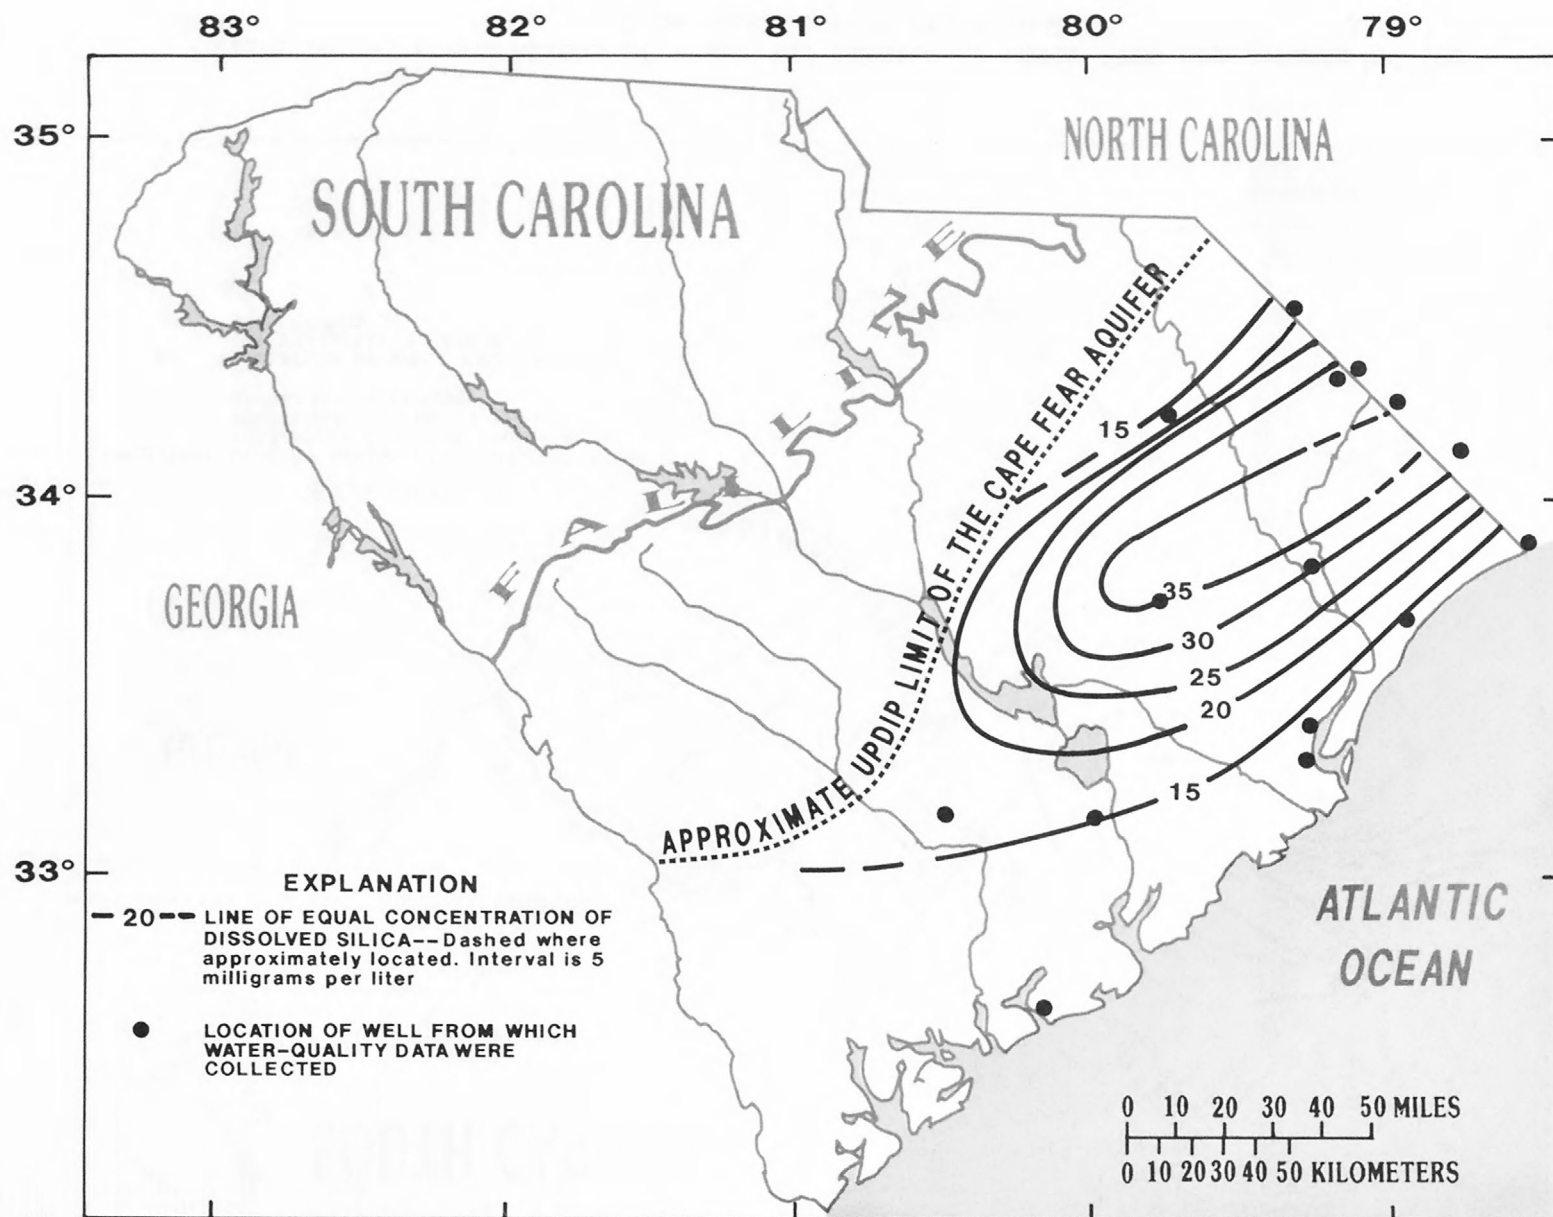 83° 82° 81° 80° 79°
35°
NORTH CAROLINA
SOUTH CAROLINA
FALL LINE
APPROXIMATE UPDIP LIMIT OF THE CAPE FEAR AQUIFER
15
34°
GEORGIA
35
30
25
20
15
33°
EXPLANATION
20 LINE OF EQUAL CONCENTRATION OF
DISSOLVED SILICA--Dashed where
approximately located. Interval is 5
milligrams per liter
LOCATION OF WELL FROM WHICH
WATER-QUALITY DATA WERE
COLLECTED
ATLANTIC
OCEAN
0 10 20 30 40 50 MILES
0 10 20 30 40 50 KILOMETERS